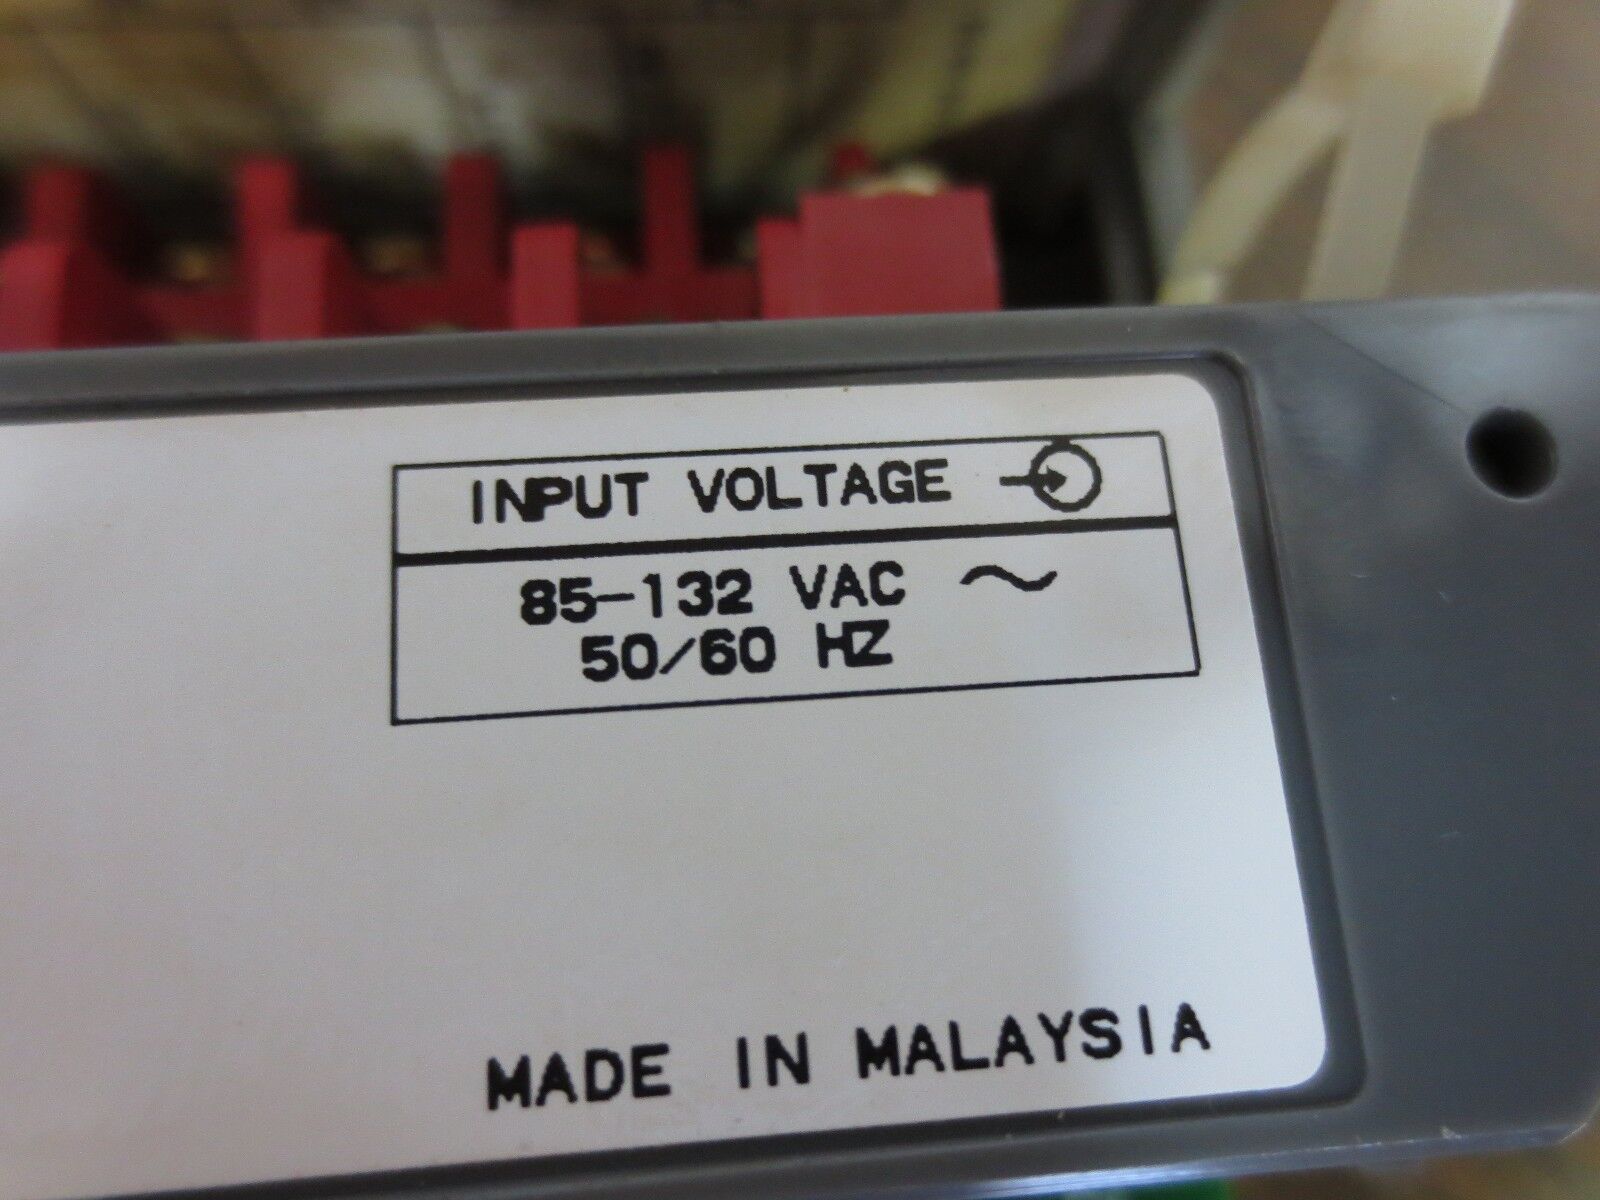 INPUT VOLTAGE
85-132 VAC ~
50/60 HZ
MADE IN MALAYSIA